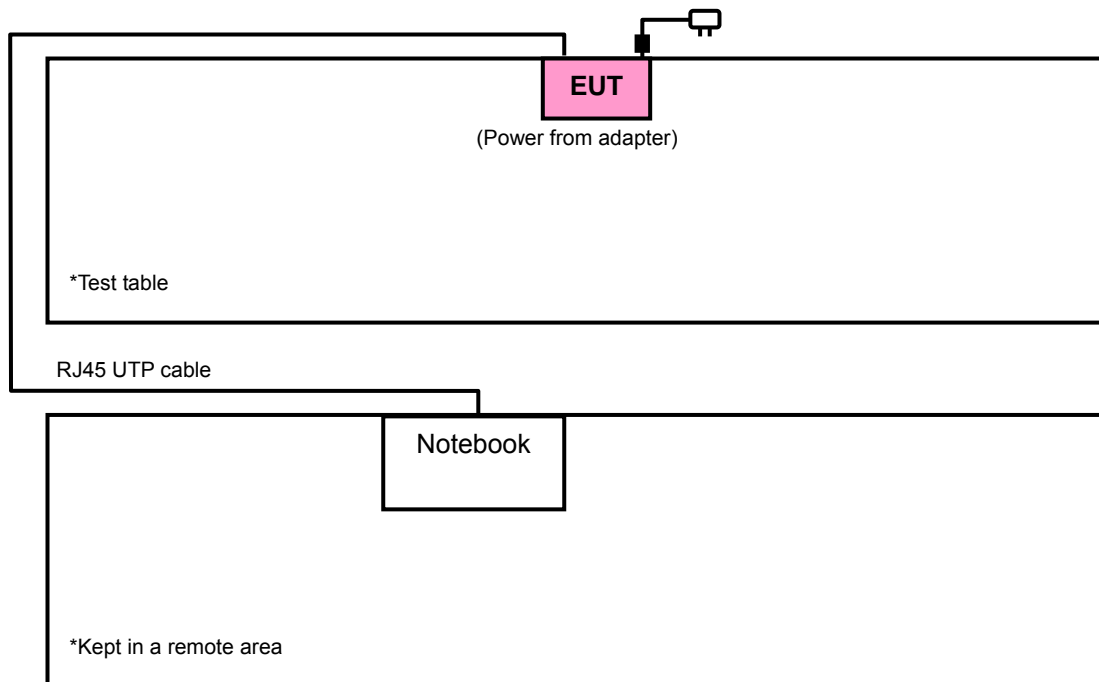 EUT
(Power from adapter)
*Test table
RJ45 UTP cable
Notebook
*Kept in a remote area